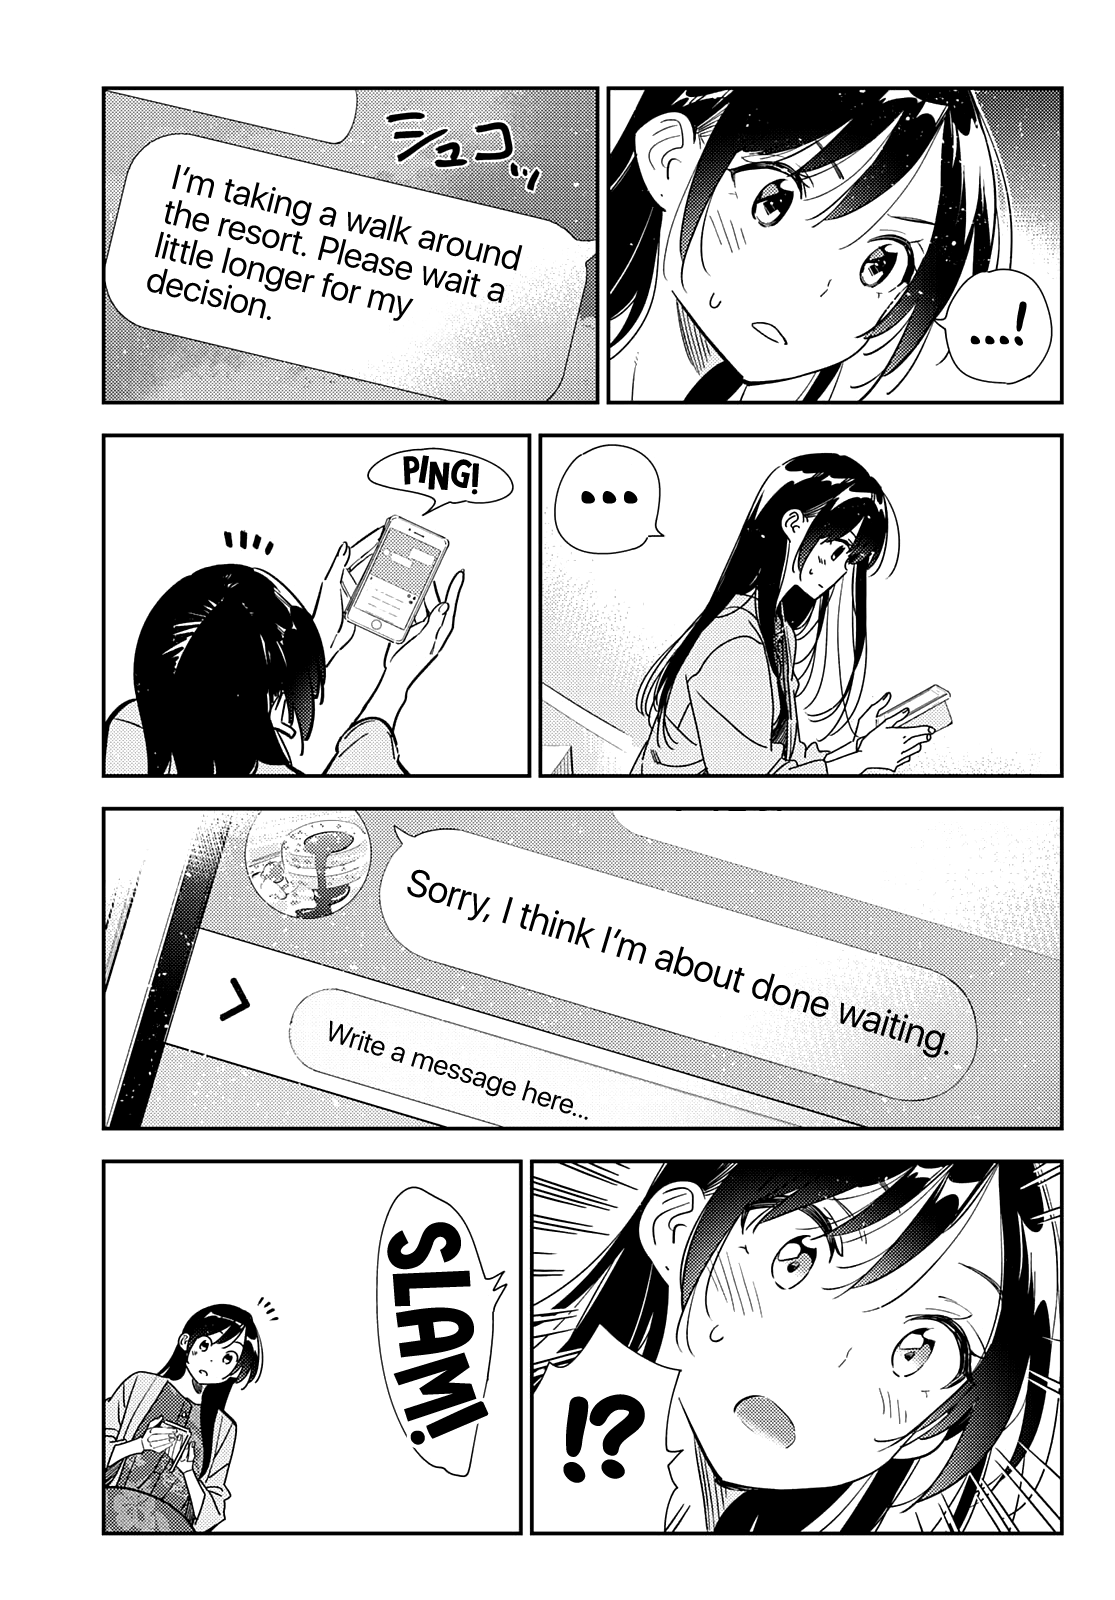 ....!
シュコ...
I'm taking a walk around
the resort. Please wait a
little longer for my
decision.
...
PING!
Sorry, I think I'm about done waiting.
Write a message here...
!?
SLAM!